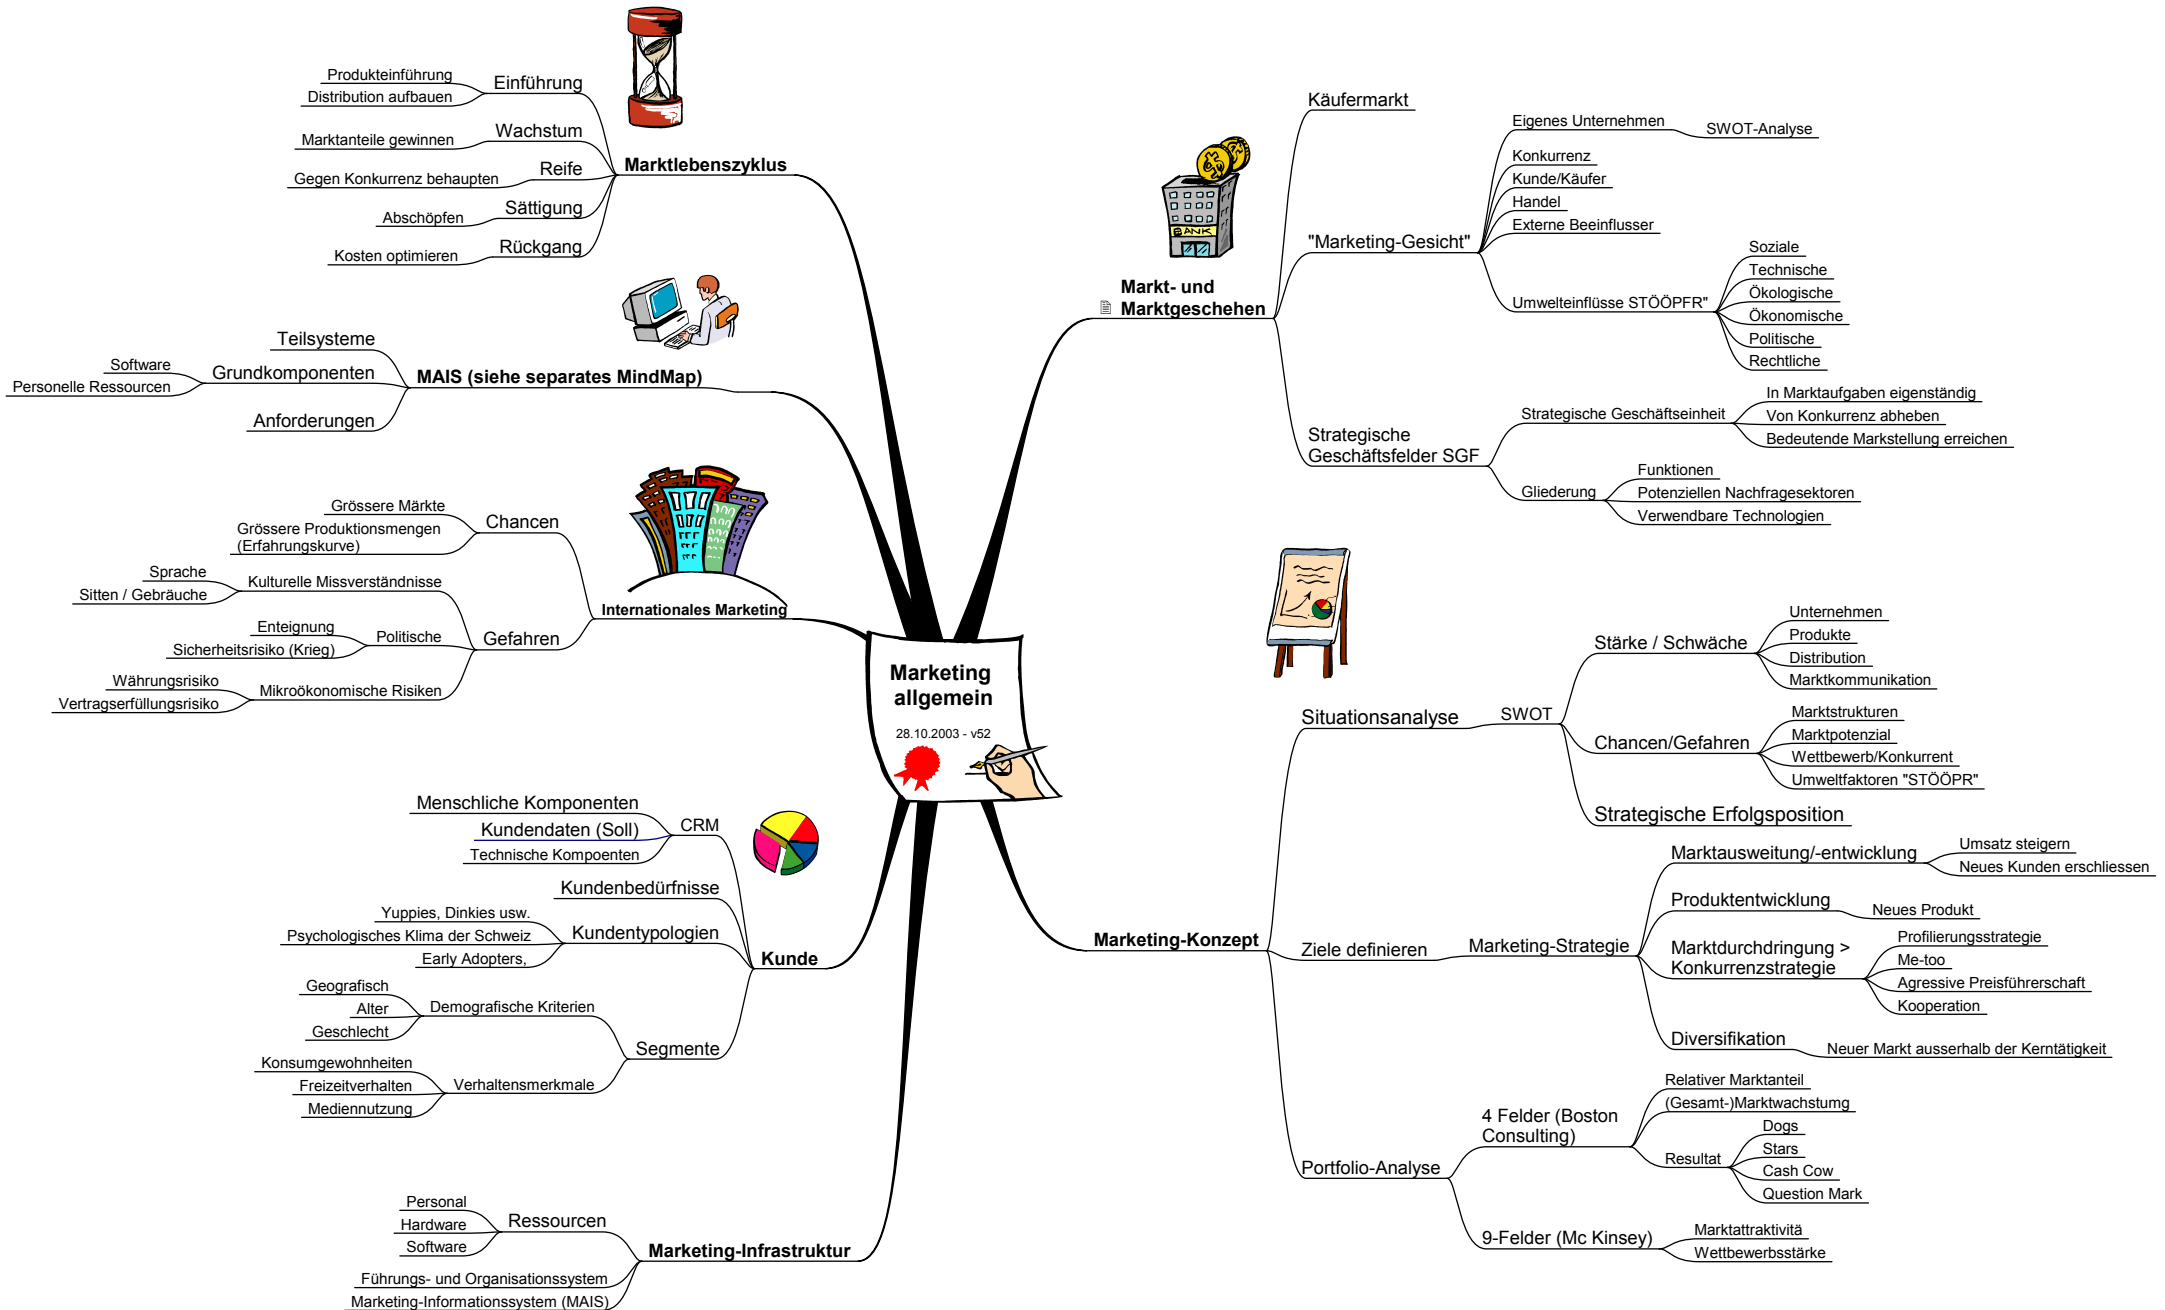 Marketing
allgemein
28.10.2003 - v52
Marktlebenszyklus
Einführung
Produkteinführung
Distribution aufbauen
Wachstum
Marktanteile gewinnen
Reife
Gegen Konkurrenz behaupten
Sättigung
Abschöpfen
Rückgang
Kosten optimieren
MAIS (siehe separates MindMap)
Teilsysteme
Grundkomponenten
Software
Personelle Ressourcen
Anforderungen
Internationales Marketing
Chancen
Grössere Märkte
Grössere Produktionsmengen
(Erfahrungskurve)
Gefahren
Kulturelle Missverständnisse
Sprache
Sitten / Gebräuche
Politische
Enteignung
Sicherheitsrisiko (Krieg)
Mikroökonomische Risiken
Währungsrisiko
Vertragserfüllungsrisiko
Kunde
CRM
Menschliche Komponenten
Kundendaten (Soll)
Technische Kompoenten
Kundenbedürfnisse
Kundentypologien
Yuppies, Dinkies usw.
Psychologisches Klima der Schweiz
Early Adopters,
Segmente
Demografische Kriterien
Geografisch
Alter
Geschlecht
Verhaltensmerkmale
Konsumgewohnheiten
Freizeitverhalten
Mediennutzung
Marketing-Infrastruktur
Ressourcen
Personal
Hardware
Software
Führungs- und Organisationssystem
Marketing-Informationssystem (MAIS)
BANK
Markt- und
Marktgeschehen
Käufermarkt
"Marketing-Gesicht"
Eigenes Unternehmen
SWOT-Analyse
Konkurrenz
Kunde/Käufer
Handel
Externe Beeinflusser
Umwelteinflüsse STÖÖPFR"
Soziale
Technische
Ökologische
Ökonomische
Politische
Rechtliche
Strategische
Geschäftsfelder SGF
Strategische Geschäftseinheit
In Marktaufgaben eigenständig
Von Konkurrenz abheben
Bedeutende Markstellung erreichen
Gliederung
Funktionen
Potenziellen Nachfragesektoren
Verwendbare Technologien
Marketing-Konzept
Situationsanalyse
SWOT
Stärke / Schwäche
Unternehmen
Produkte
Distribution
Marktkommunikation
Chancen/Gefahren
Marktstrukturen
Marktpotenzial
Wettbewerb/Konkurrent
Umweltfaktoren "STÖÖPR"
Strategische Erfolgsposition
Ziele definieren
Marketing-Strategie
Marktausweitung/-entwicklung
Umsatz steigern
Neues Kunden erschliessen
Produktentwicklung
Neues Produkt
Marktdurchdringung >
Konkurrenzstrategie
Profilierungsstrategie
Me-too
Agressive Preisführerschaft
Kooperation
Diversifikation
Neuer Markt ausserhalb der Kerntätigkeit
Portfolio-Analyse
4 Felder (Boston
Consulting)
Relativer Marktanteil
(Gesamt-)Marktwachstumg
Resultat
Dogs
Stars
Cash Cow
Question Mark
9-Felder (Mc Kinsey)
Marktattraktivitä
Wettbewerbsstärke